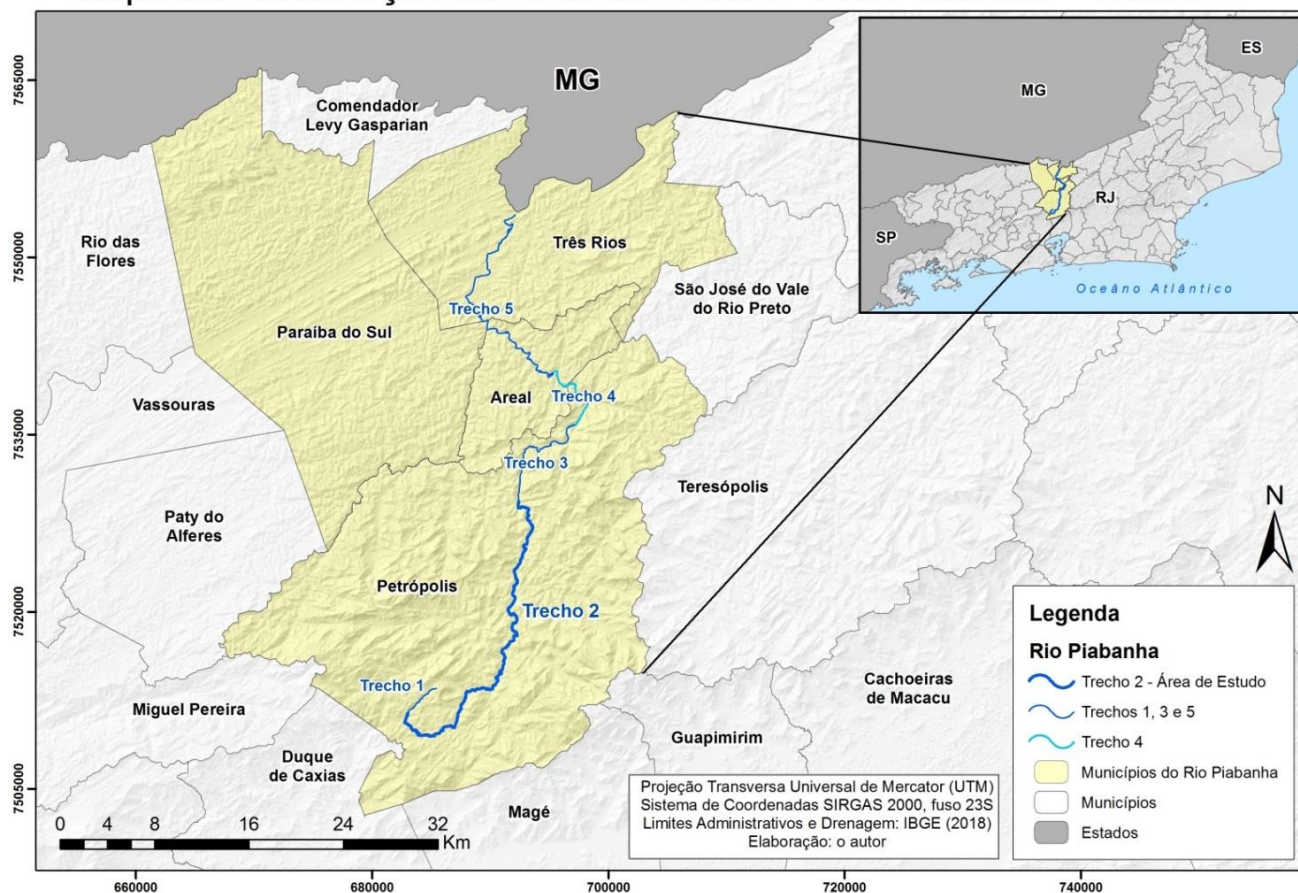 MG
Comendador
Levy Gasparian
Rio das
Flores
Três Rios
São José do Vale
do Rio Preto
Trecho 5
Paraíba do Sul
Vassouras
Areal
Trecho 4
Trecho 3
Teresópolis
Paty do
Alferes
Petrópolis
Trecho 2
Trecho 1
Miguel Pereira
Duque
de Caxias
Magé
Guapimirim
Cachoeiras
de Macacu
ES
MG
RJ
SP
Oceâno Atlântico
N
Legenda
Rio Piabanha
Trecho 2 - Área de Estudo
Trechos 1, 3 e 5
Trecho 4
Municípios do Rio Piabanha
Municípios
Estados
Projeção Transversa Universal de Mercator (UTM)
Sistema de Coordenadas SIRGAS 2000, fuso 23S
Limites Administrativos e Drenagem: IBGE (2018)
Elaboração: o autor
0 4 8 16 24 32
Km
7565000
7550000
7535000
7520000
7505000
660000 680000 700000 720000 740000